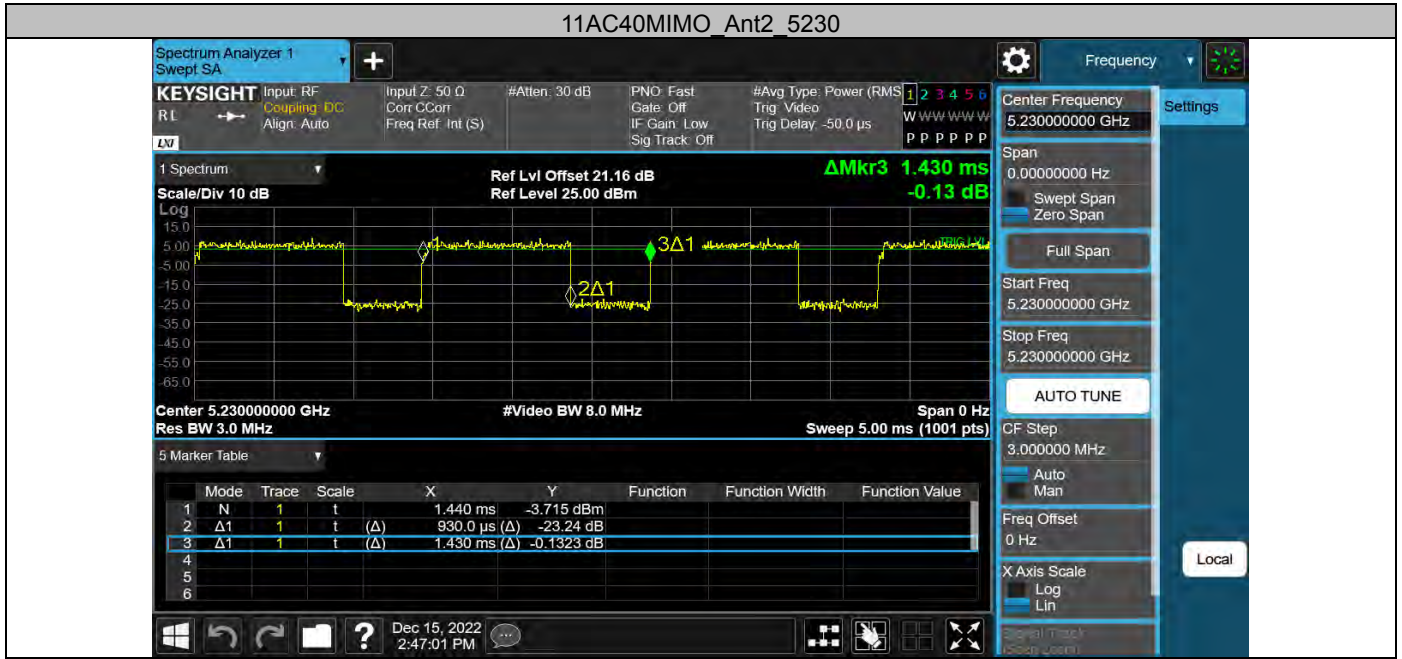 11AC40MIMO_Ant2_5230
Spectrum Analyzer 1
Swept SA
Frequency
KEYSIGHT
RL
LXI
Input: RF
Coupling: DC
Align: Auto
Input Z: 50 Ω
Corr CCorr
Freq Ref: Int (S)
#Atten: 30 dB
PNO: Fast
Gate: Off
IF Gain: Low
Sig Track: Off
#Avg Type: Power (RMS
Trig: Video
Trig Delay: -50.0 µs
1 2 3 4 5 6
W W W W W W
P P P P P P
1 Spectrum
Scale/Div 10 dB
Ref Lvl Offset 21.16 dB
Ref Level 25.00 dBm
ΔMkr3 1.430 ms
-0.13 dB
Log
15.0
5.00
-5.00
-15.0
-25.0
-35.0
-45.0
-55.0
-65.0
3Δ1
TRIG LVL
2Δ1
Center 5.230000000 GHz
#Video BW 8.0 MHz
Span 0 Hz
Res BW 3.0 MHz
Sweep 5.00 ms (1001 pts)
5 Marker Table
Mode Trace Scale X Y Function Function Width Function Value
1 N 1 t 1.440 ms -3.715 dBm
2 Δ1 1 t (Δ) 930.0 µs (Δ) -23.24 dB
3 Δ1 1 t (Δ) 1.430 ms (Δ) -0.1323 dB
4
5
6
?
Dec 15, 2022
2:47:01 PM
Center Frequency
5.230000000 GHz
Settings
Span
0.00000000 Hz
Swept Span
Zero Span
Full Span
Start Freq
5.230000000 GHz
Stop Freq
5.230000000 GHz
AUTO TUNE
CF Step
3.000000 MHz
Auto
Man
Freq Offset
0 Hz
X Axis Scale
Log
Lin
Signal Track
(Span Zoom)
Local